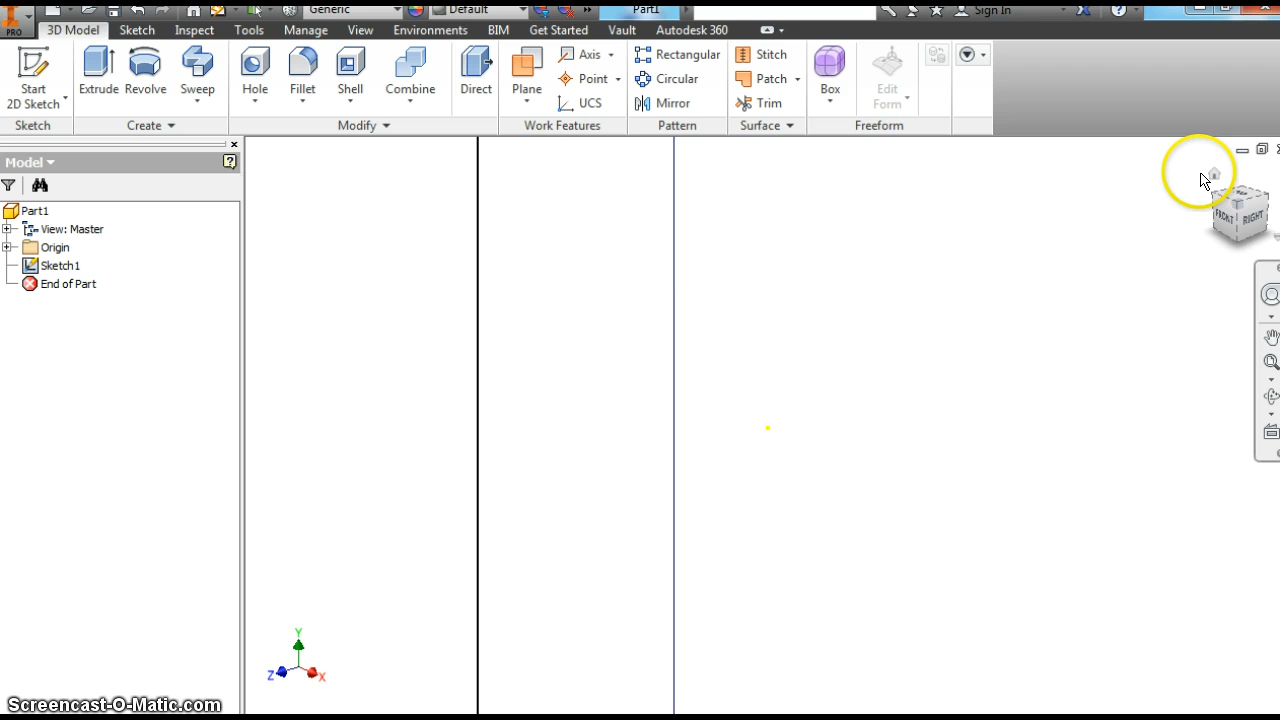 Generic Default Part1 Sign In
PRO 3D Model Sketch Inspect Tools Manage View Environments BIM Get Started Vault Autodesk 360
Start 2D Sketch Extrude Revolve Sweep Hole Fillet Shell Combine Direct Plane Axis Point UCS Rectangular Circular Mirror Stitch Patch Trim Box Edit Form
Sketch Create Modify Work Features Pattern Surface Freeform
Model
Part1
View: Master
Origin
Sketch1
End of Part
FRONT RIGHT
Y
Z X
Screencast-O-Matic.com